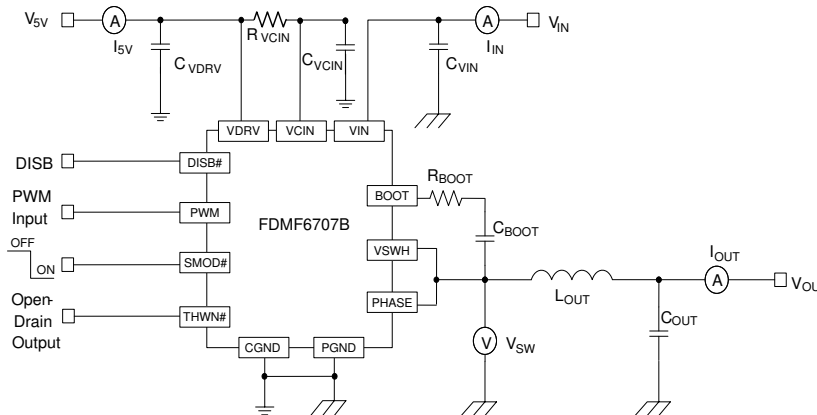 V5V
A
I5V
CVDRV
RVCIN
CVCIN
CVIN
A
IIN
VIN
VDRV
VCIN
VIN
DISB
DISB#
PWM
Input
PWM
OFF
ON
SMOD#
Open-
Drain
Output
THWN#
FDMF6707B
BOOT
VSWH
PHASE
CGND
PGND
RBOOT
CBOOT
V
VSW
LOUT
COUT
IOUT
A
VOU